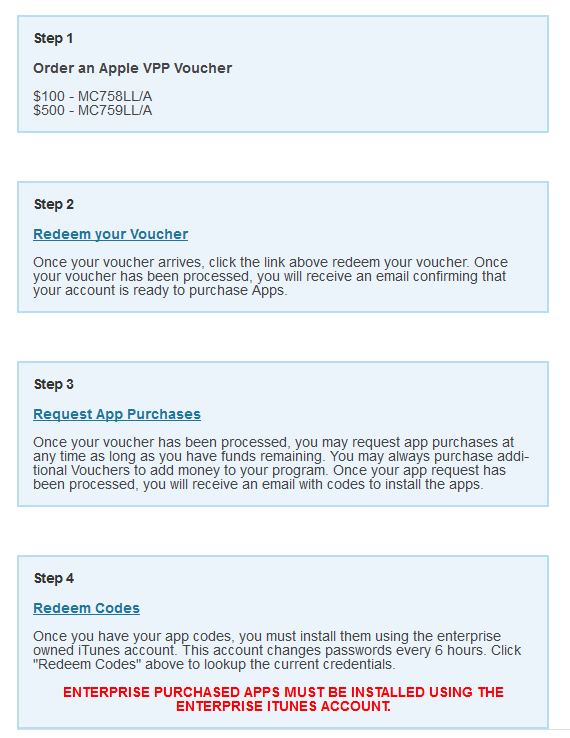 Step 1
Order an Apple VPP Voucher
$100 - MC758LL/A
$500 - MC759LL/A
Step 2
Redeem your Voucher
Once your voucher arrives, click the link above redeem your voucher. Once
your voucher has been processed, you will receive an email confirming that
your account is ready to purchase Apps.
Step 3
Request App Purchases
Once your voucher has been processed, you may request app purchases at
any time as long as you have funds remaining. You may always purchase addi-
tional Vouchers to add money to your program. Once your app request has
been processed, you will receive an email with codes to install the apps.
Step 4
Redeem Codes
Once you have your app codes, you must install them using the enterprise
owned iTunes account. This account changes passwords every 6 hours. Click
"Redeem Codes" above to lookup the current credentials.
ENTERPRISE PURCHASED APPS MUST BE INSTALLED USING THE
ENTERPRISE ITUNES ACCOUNT.